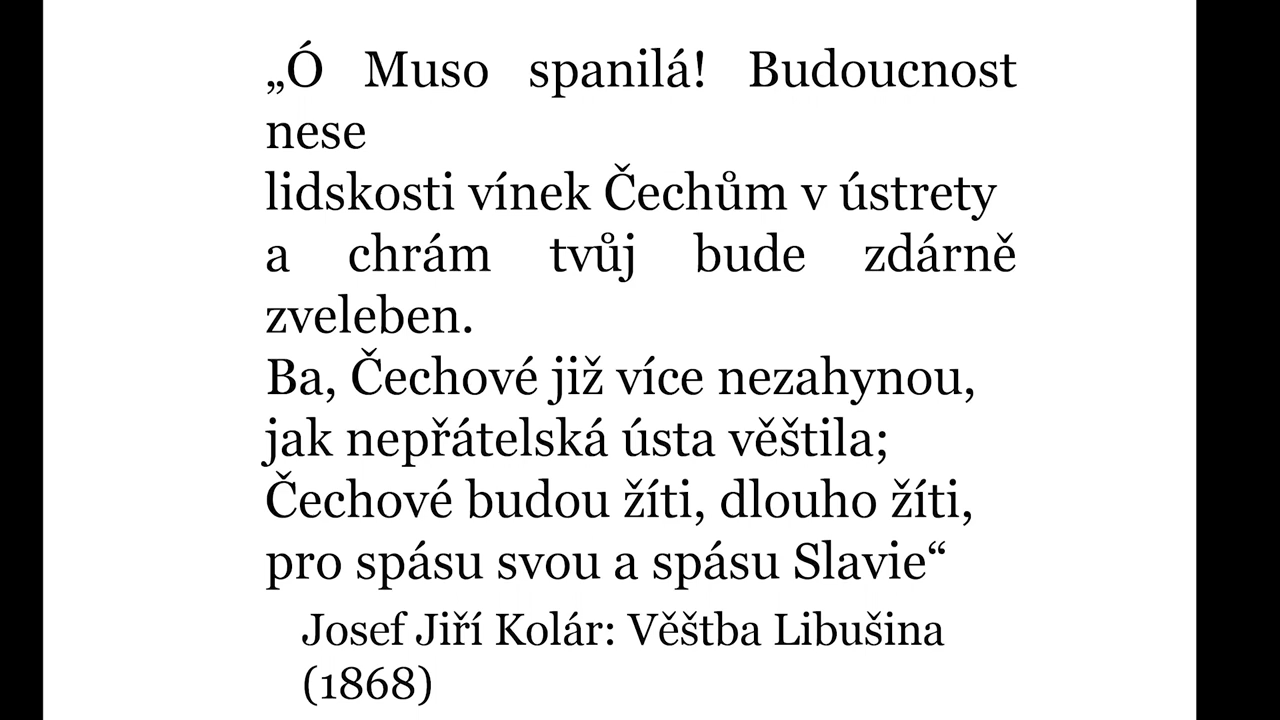 „Ó Muso spanilá! Budoucnost
nese
lidskosti vínek Čechům v ústrety
a chrám tvůj bude zdárně
zveleben.
Ba, Čechové již více nezahynou,
jak nepřátelská ústa věštila;
Čechové budou žíti, dlouho žíti,
pro spásu svou a spásu Slavie“
Josef Jiří Kolár: Věštba Libušina
(1868)